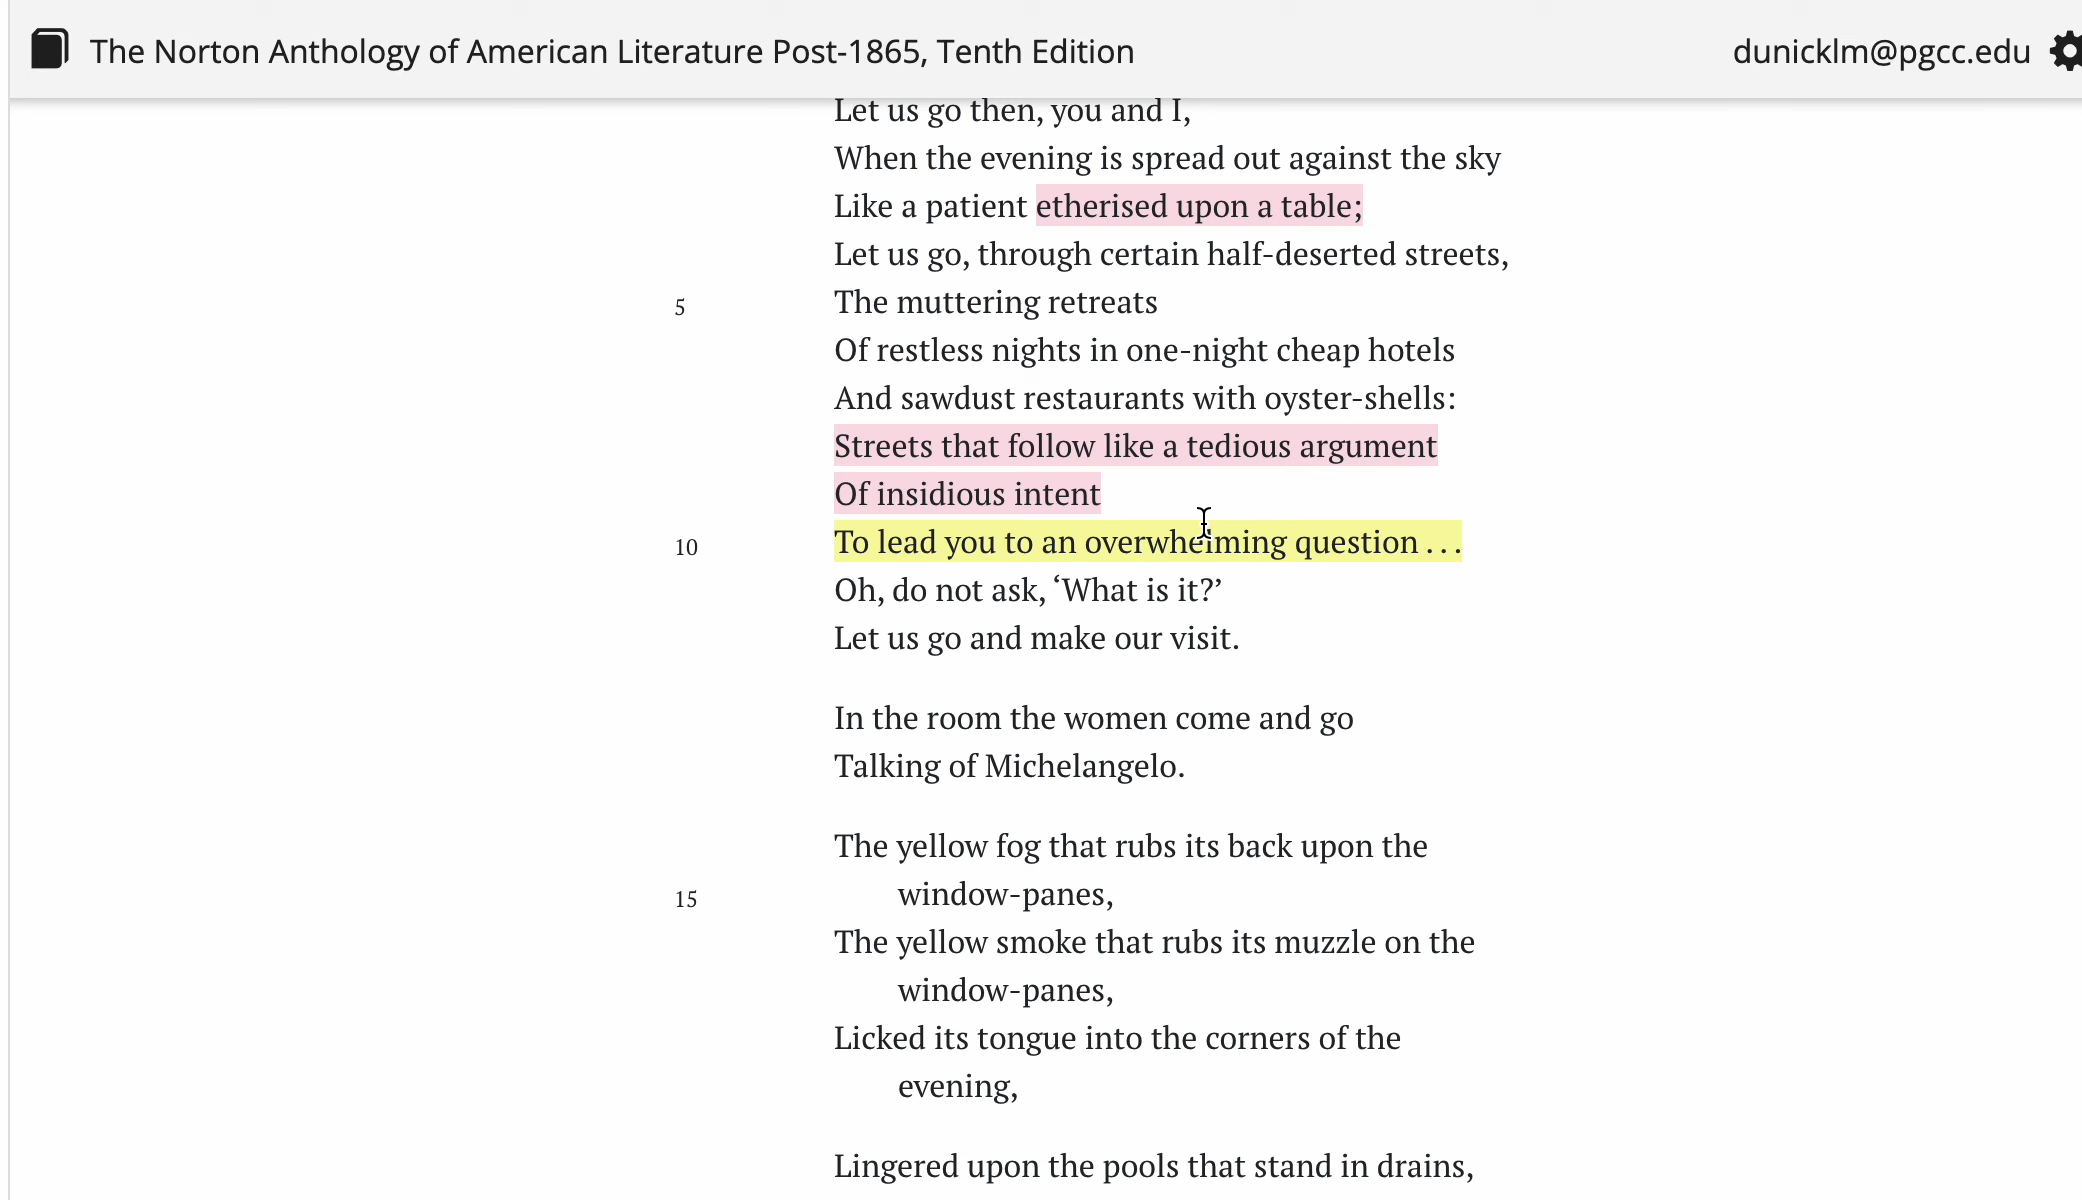 The Norton Anthology of American Literature Post-1865, Tenth Edition
dunicklm@pgcc.edu
Let us go then, you and I,
When the evening is spread out against the sky
Like a patient etherised upon a table;
Let us go, through certain half-deserted streets,
5 The muttering retreats
Of restless nights in one-night cheap hotels
And sawdust restaurants with oyster-shells:
Streets that follow like a tedious argument
Of insidious intent
10 To lead you to an overwhelming question . . .
Oh, do not ask, ‘What is it?’
Let us go and make our visit.
In the room the women come and go
Talking of Michelangelo.
The yellow fog that rubs its back upon the
15 window-panes,
The yellow smoke that rubs its muzzle on the
window-panes,
Licked its tongue into the corners of the
evening,
Lingered upon the pools that stand in drains,